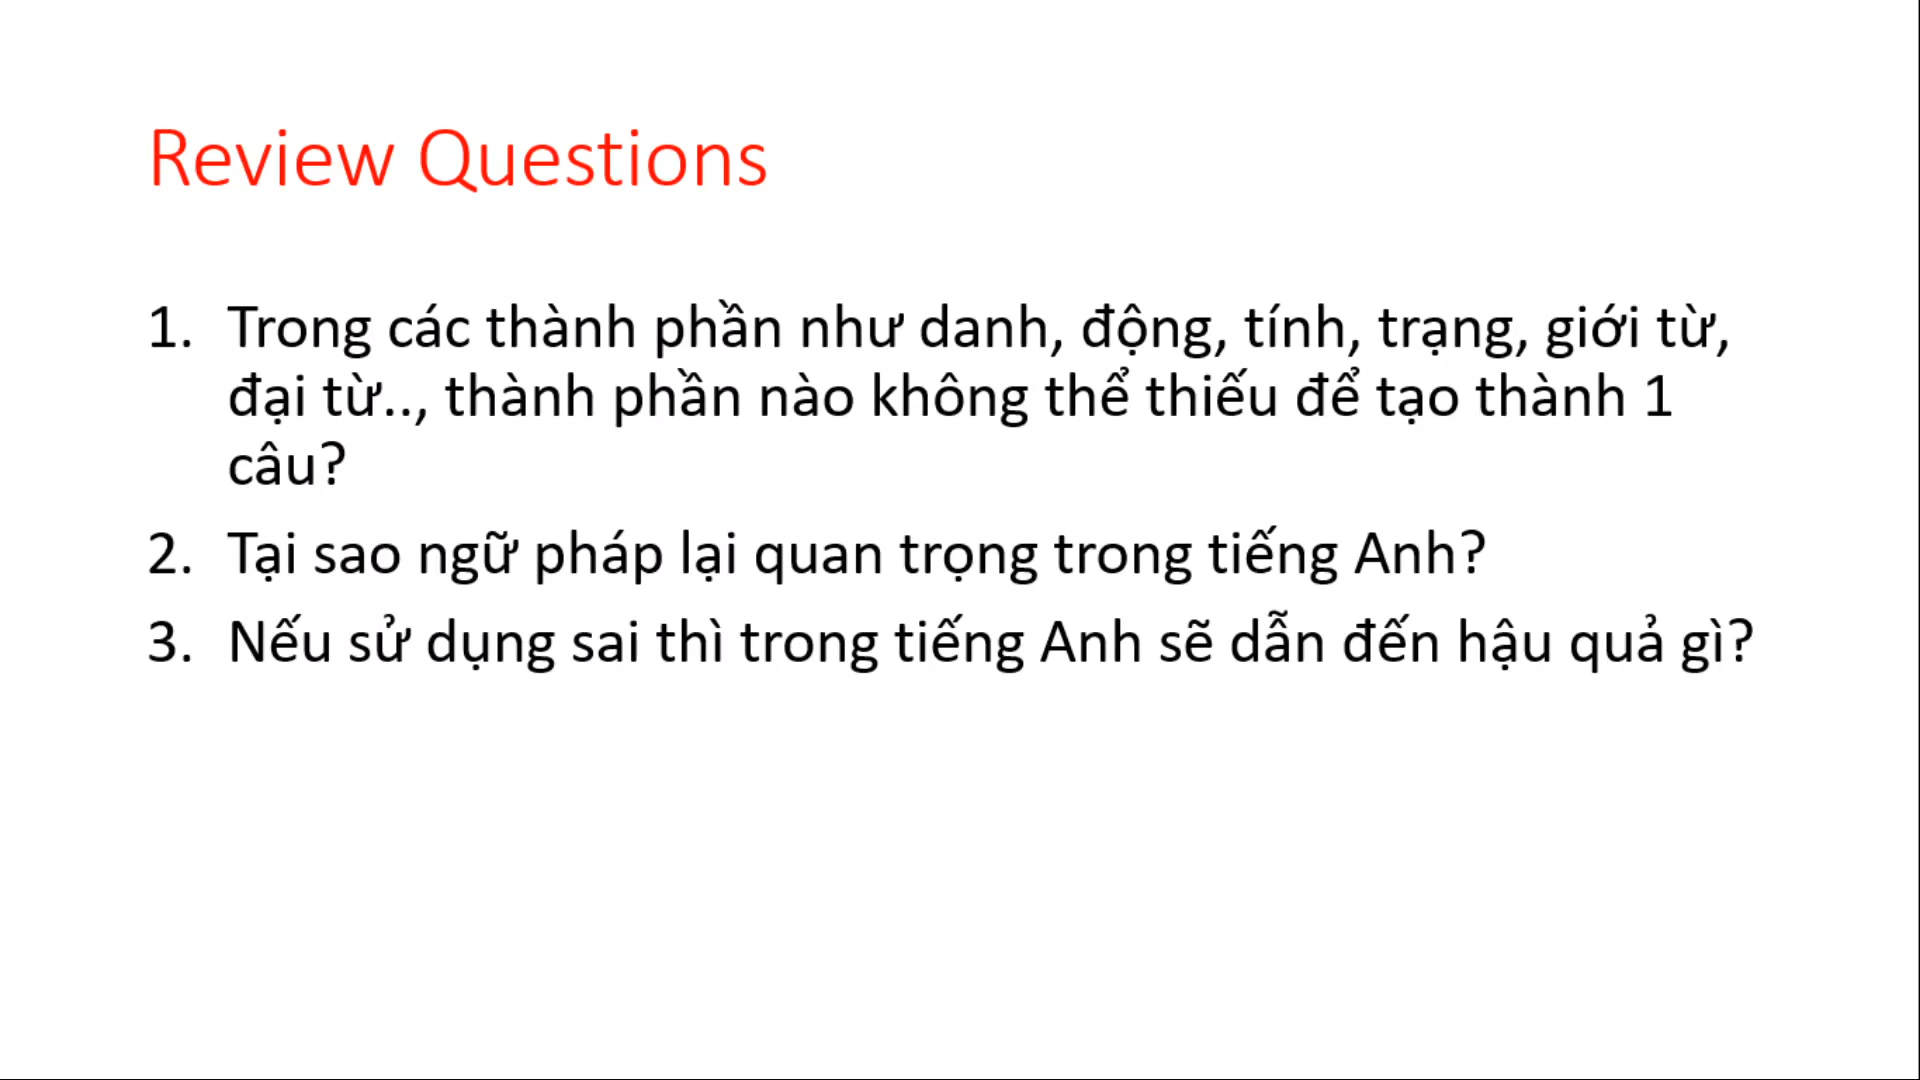 Review Questions
1. Trong các thành phần như danh, động, tính, trạng, giới từ,
đại từ.., thành phần nào không thể thiếu để tạo thành 1
câu?
2. Tại sao ngữ pháp lại quan trọng trong tiếng Anh?
3. Nếu sử dụng sai thì trong tiếng Anh sẽ dẫn đến hậu quả gì?